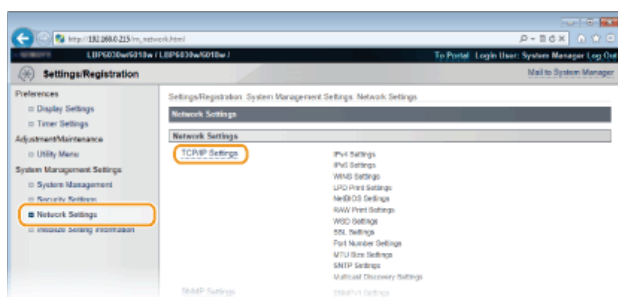 http://192.168.0.215/m_network.html
LBP6030w/6018w / LBP6030w/6018w /
To Portal Login User: System Manager Log Out
Settings/Registration
Mail to System Manager
Preferences
Display Settings
Timer Settings
Adjustment/Maintenance
Utility Menu
System Management Settings
System Management
Security Settings
Network Settings
Initialize Setting Information
Settings/Registration: System Management Settings: Network Settings
Network Settings
Network Settings
TCP/IP Settings
IPv4 Settings
IPv6 Settings
WINS Settings
LPD Print Settings
NetBIOS Settings
RAW Print Settings
WSD Settings
SSL Settings
Port Number Settings
MTU Size Settings
SNTP Settings
Multicast Discovery Settings
SNMP Settings
SNMPv1 Settings